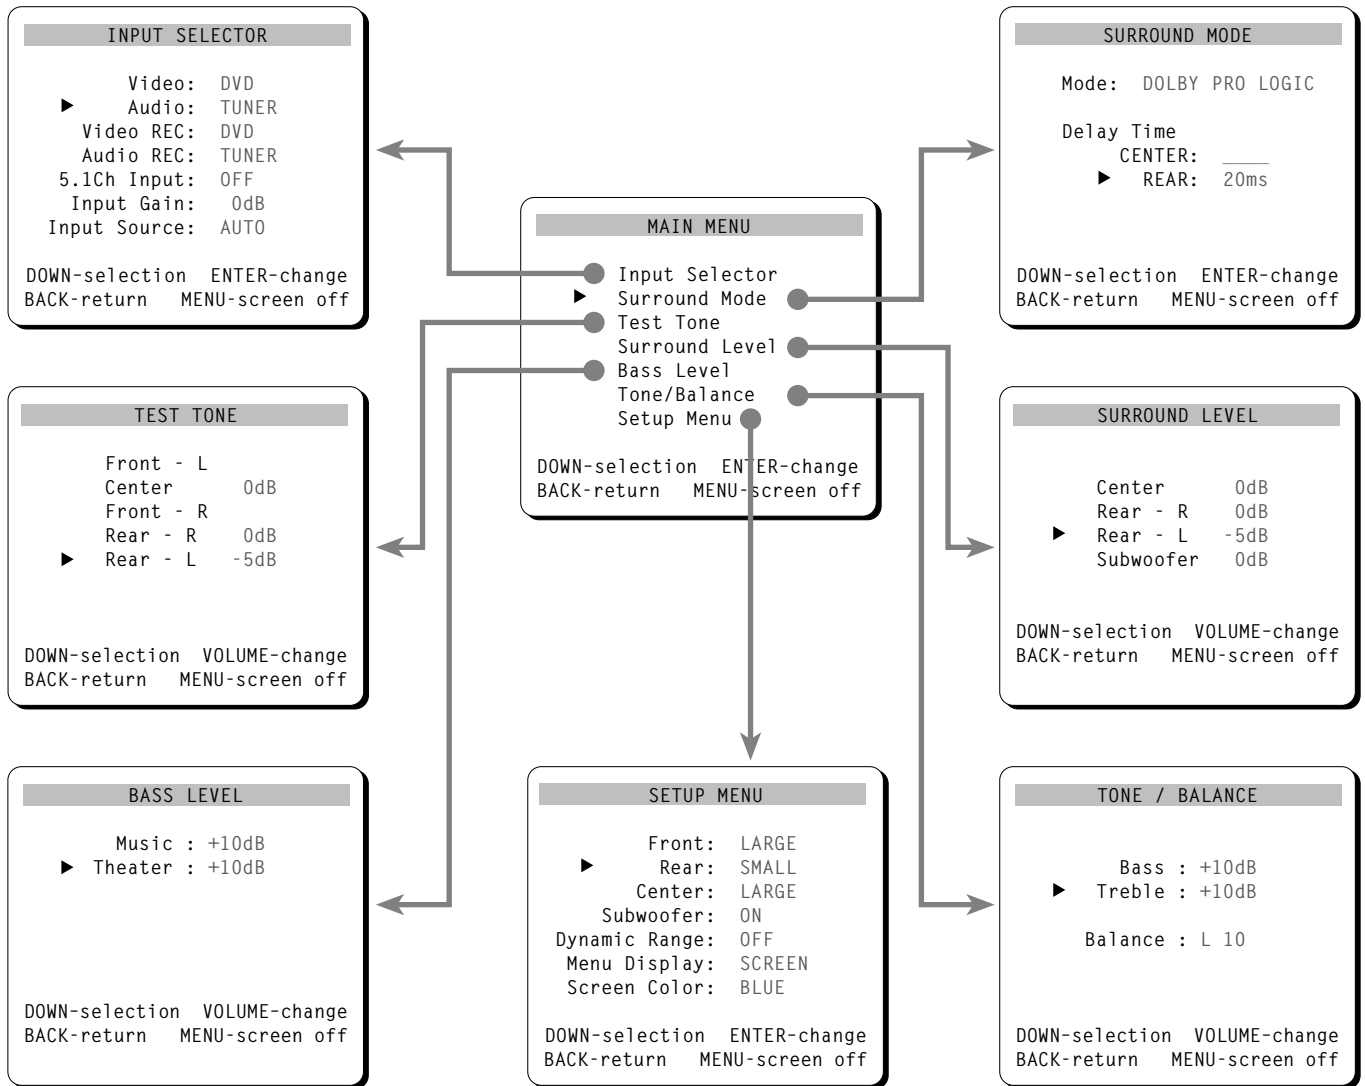 INPUT SELECTOR
Video: DVD
▶ Audio: TUNER
Video REC: DVD
Audio REC: TUNER
5.1Ch Input: OFF
Input Gain: 0dB
Input Source: AUTO
DOWN-selection ENTER-change
BACK-return MENU-screen off
SURROUND MODE
Mode: DOLBY PRO LOGIC
Delay Time
CENTER: ____
▶ REAR: 20ms
DOWN-selection ENTER-change
BACK-return MENU-screen off
MAIN MENU
Input Selector
▶ Surround Mode
Test Tone
Surround Level
Bass Level
Tone/Balance
Setup Menu
DOWN-selection ENTER-change
BACK-return MENU-screen off
TEST TONE
Front - L
Center 0dB
Front - R
Rear - R 0dB
▶ Rear - L -5dB
DOWN-selection VOLUME-change
BACK-return MENU-screen off
SURROUND LEVEL
Center 0dB
Rear - R 0dB
▶ Rear - L -5dB
Subwoofer 0dB
DOWN-selection VOLUME-change
BACK-return MENU-screen off
BASS LEVEL
Music : +10dB
▶ Theater : +10dB
DOWN-selection VOLUME-change
BACK-return MENU-screen off
SETUP MENU
Front: LARGE
▶ Rear: SMALL
Center: LARGE
Subwoofer: ON
Dynamic Range: OFF
Menu Display: SCREEN
Screen Color: BLUE
DOWN-selection ENTER-change
BACK-return MENU-screen off
TONE / BALANCE
Bass : +10dB
▶ Treble : +10dB
Balance : L 10
DOWN-selection VOLUME-change
BACK-return MENU-screen off